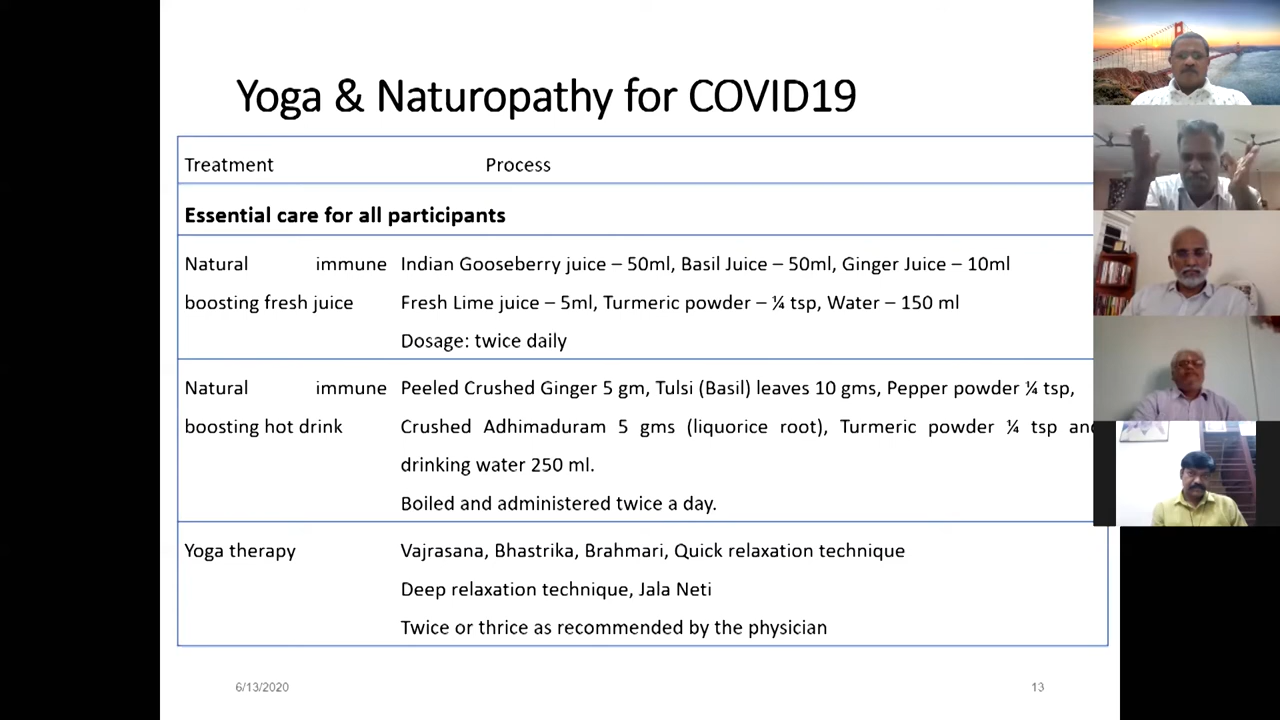 Yoga & Naturopathy for COVID19
Treatment Process
Essential care for all participants
Natural immune boosting fresh juice
Indian Gooseberry juice – 50ml, Basil Juice – 50ml, Ginger Juice – 10ml
Fresh Lime juice – 5ml, Turmeric powder – ¼ tsp, Water – 150 ml
Dosage: twice daily
Natural immune boosting hot drink
Peeled Crushed Ginger 5 gm, Tulsi (Basil) leaves 10 gms, Pepper powder ¼ tsp,
Crushed Adhimaduram 5 gms (liquorice root), Turmeric powder ¼ tsp and
drinking water 250 ml.
Boiled and administered twice a day.
Yoga therapy
Vajrasana, Bhastrika, Brahmari, Quick relaxation technique
Deep relaxation technique, Jala Neti
Twice or thrice as recommended by the physician
6/13/2020
13